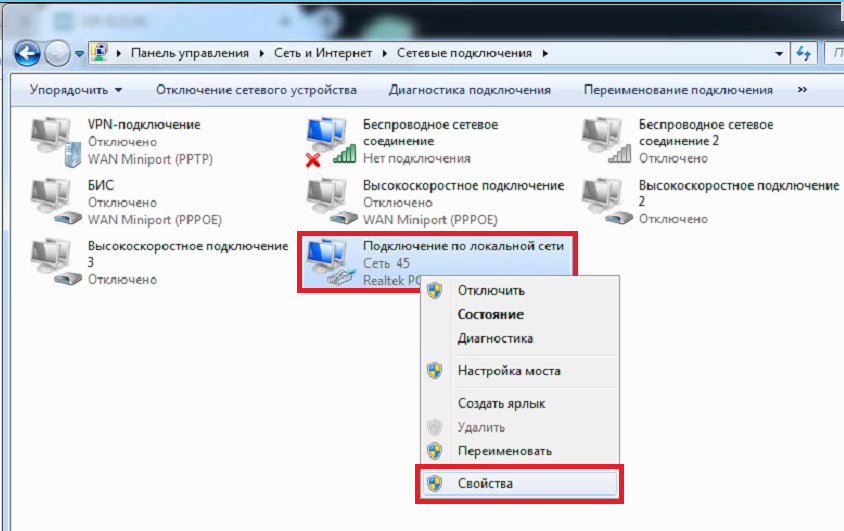 Панель управления ▸ Сеть и Интернет ▸ Сетевые подключения ▸
Упорядочить ▾ Отключение сетевого устройства Диагностика подключения Переименование подключения »
VPN-подключение
Отключено
WAN Miniport (PPTP)
Беспроводное сетевое
соединение
Нет подключения
Беспроводное сетевое
соединение 2
Отключено
БИС
Отключено
WAN Miniport (PPPOE)
Высокоскоростное подключение
Отключено
WAN Miniport (PPPOE)
Высокоскоростное подключение
2
Отключено
Высокоскоростное подключение
3
Отключено
Подключение по локальной сети
Сеть 45
Realtek
Отключить
Состояние
Диагностика
Настройка моста
Создать ярлык
Удалить
Переименовать
Свойства